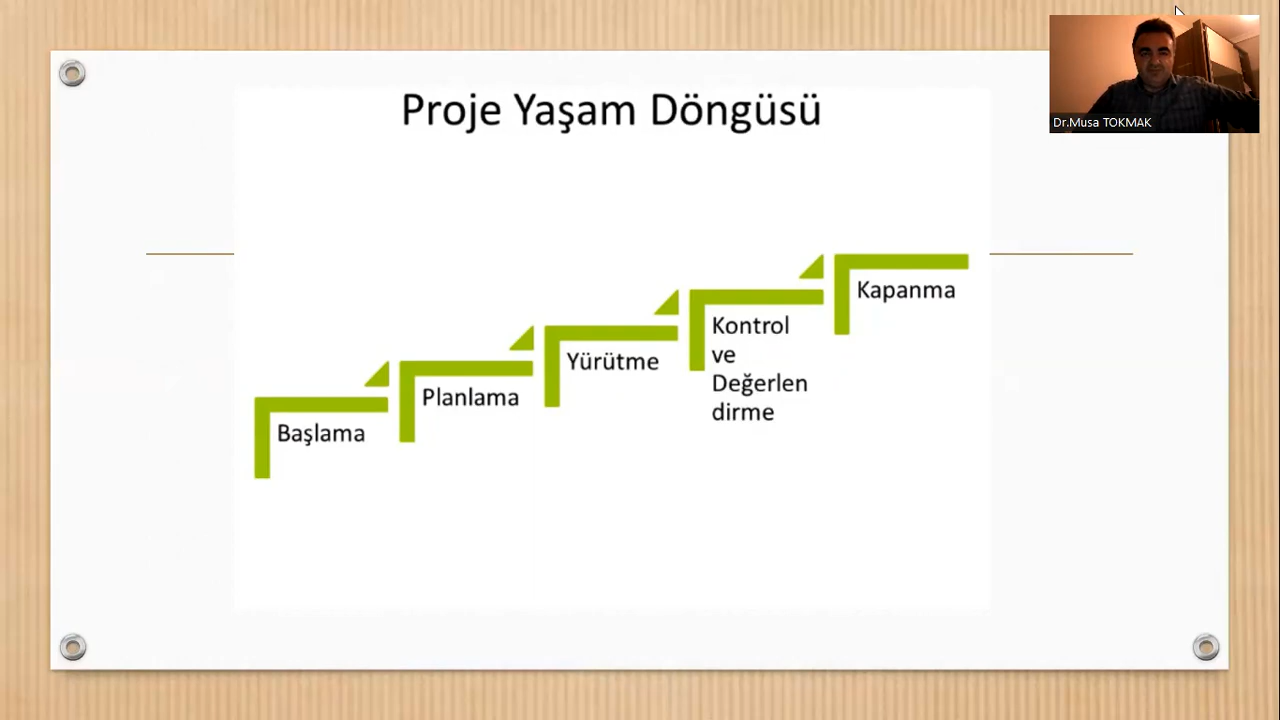 Proje Yaşam Döngüsü
Dr.Musa TOKMAK
Başlama
Planlama
Yürütme
Kontrol
ve
Değerlen
dirme
Kapanma